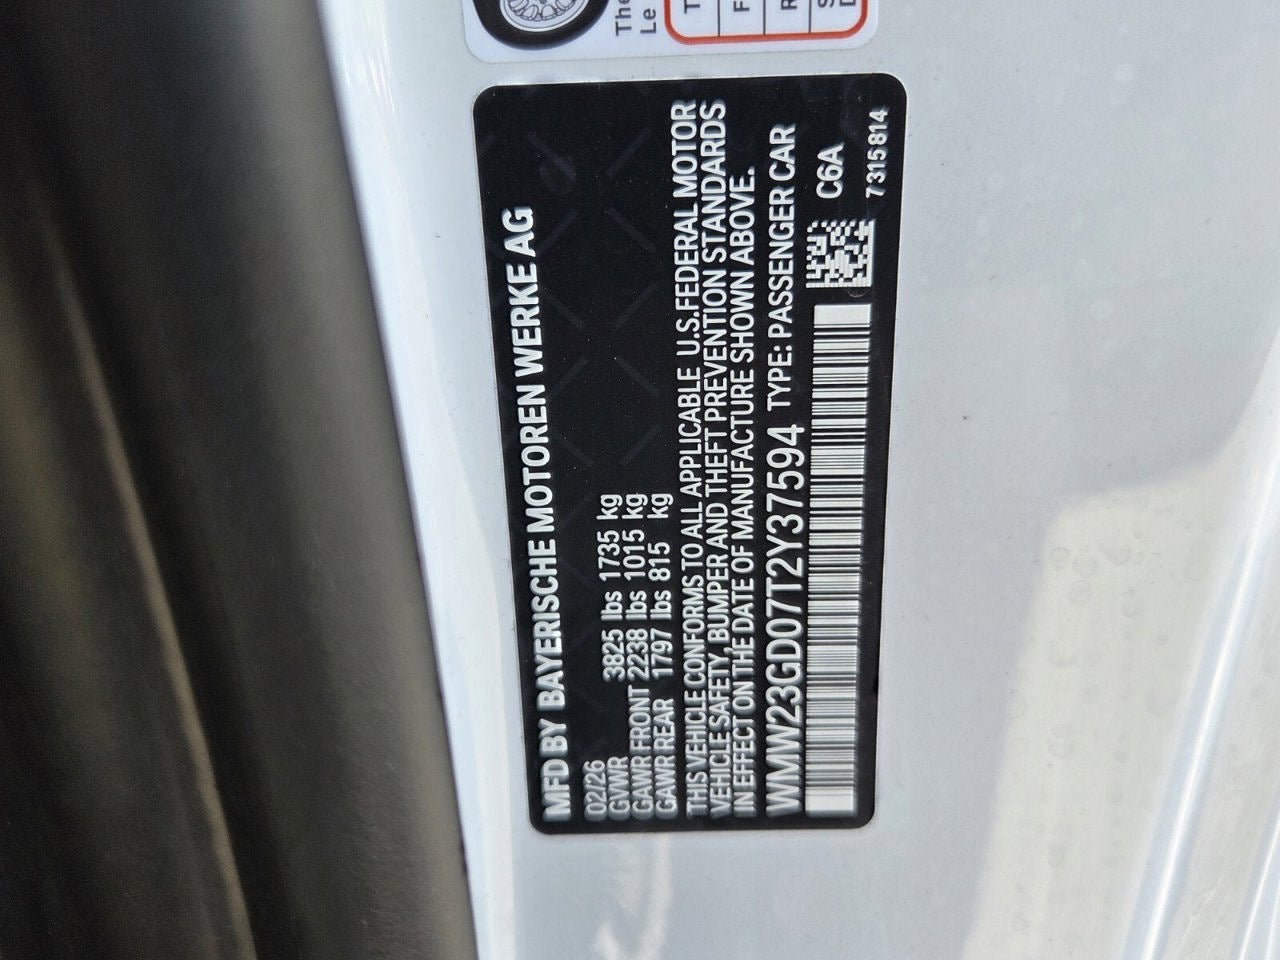 The
Le
T
F
R
S
D
MFD BY BAYERISCHE MOTOREN WERKE AG
02/26
GVWR 3825 lbs 1735 kg
GAWR FRONT 2238 lbs 1015 kg
GAWR REAR 1797 lbs 815 kg
THIS VEHICLE CONFORMS TO ALL APPLICABLE U.S.FEDERAL MOTOR
VEHICLE SAFETY, BUMPER AND THEFT PREVENTION STANDARDS
IN EFFECT ON THE DATE OF MANUFACTURE SHOWN ABOVE.
WMW23GD07T2Y37594 TYPE: PASSENGER CAR
C6A
7315814